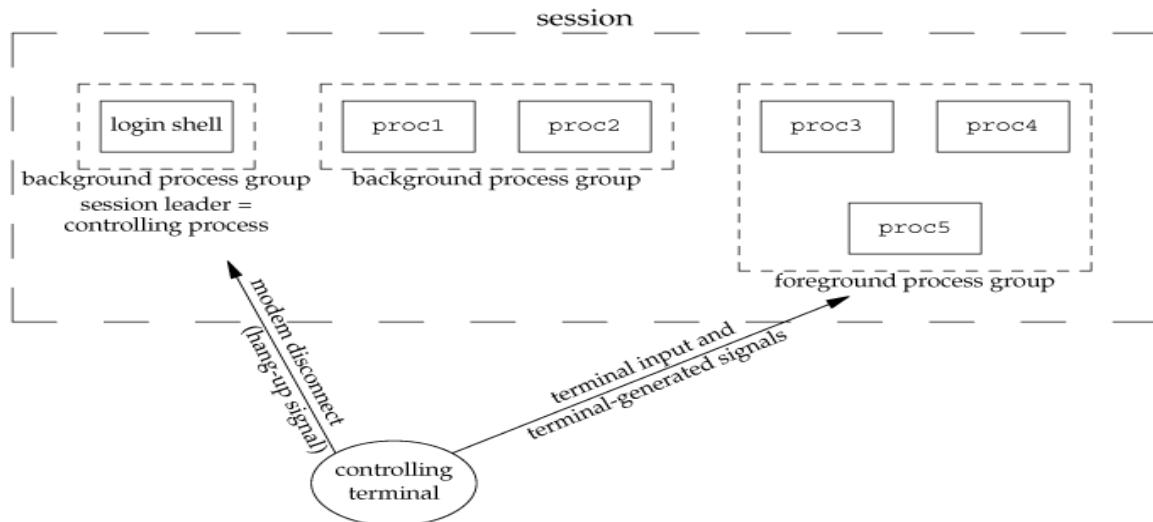 session
login shell
proc1
proc2
proc3
proc4
proc5
background process group
session leader =
controlling process
background process group
foreground process group
modem disconnect
(hang-up signal)
terminal input and
terminal-generated signals
controlling
terminal